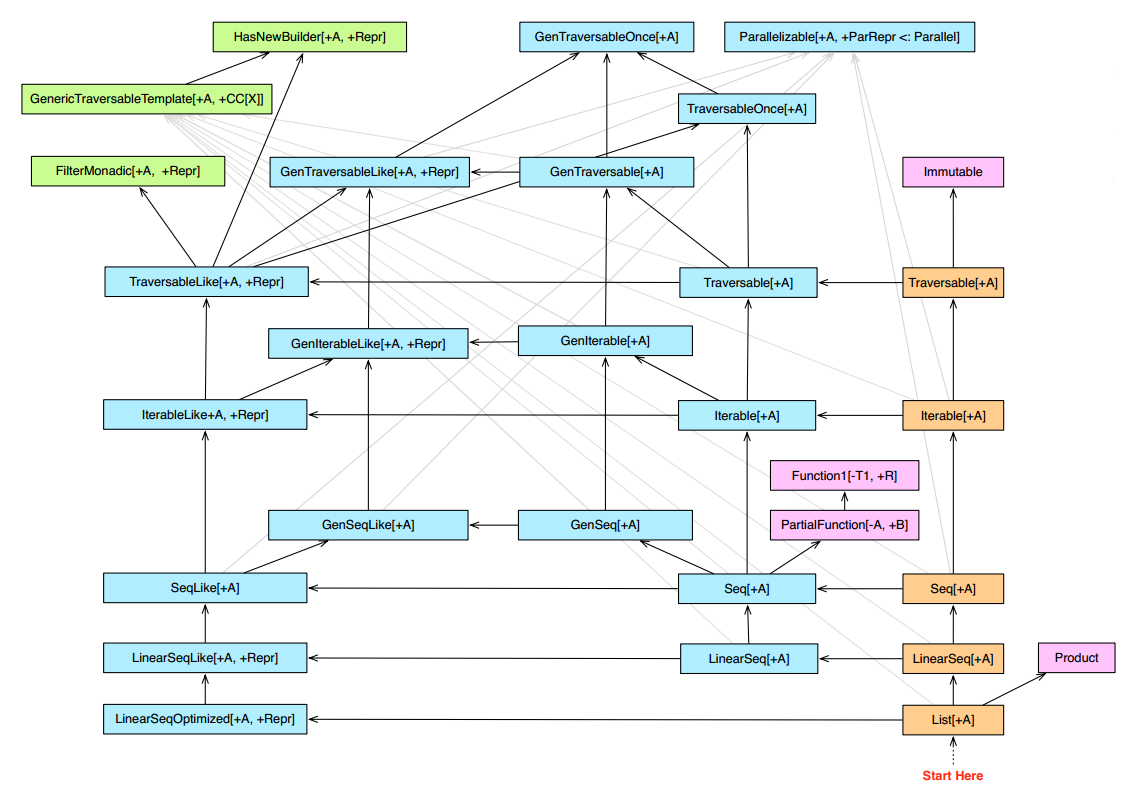 HasNewBuilder[+A, +Repr]
GenTraversableOnce[+A]
Parallelizable[+A, +ParRepr <: Parallel]
GenericTraversableTemplate[+A, +CC[X]]
TraversableOnce[+A]
FilterMonadic[+A, +Repr]
GenTraversableLike[+A, +Repr]
GenTraversable[+A]
Immutable
TraversableLike[+A, +Repr]
Traversable[+A]
Traversable[+A]
GenIterableLike[+A, +Repr]
GenIterable[+A]
IterableLike+A, +Repr]
Iterable[+A]
Iterable[+A]
Function1[-T1, +R]
GenSeqLike[+A]
GenSeq[+A]
PartialFunction[-A, +B]
SeqLike[+A]
Seq[+A]
Seq[+A]
LinearSeqLike[+A, +Repr]
LinearSeq[+A]
LinearSeq[+A]
Product
LinearSeqOptimized[+A, +Repr]
List[+A]
Start Here